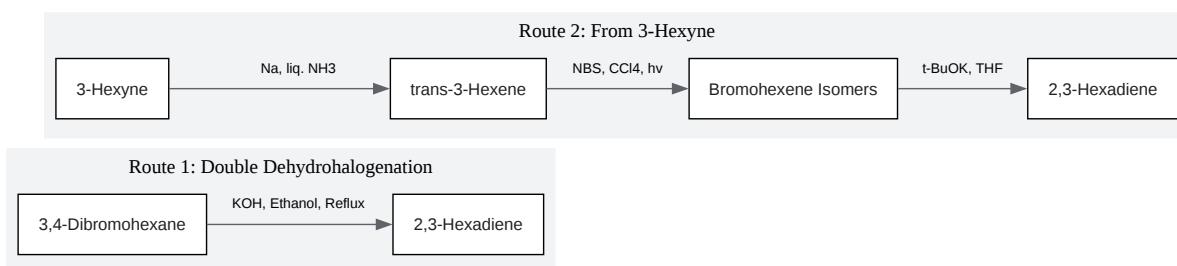 Route 2: From 3-Hexyne
3-Hexyne
Na, liq. NH3
trans-3-Hexene
NBS, CCl4, hv
Bromohexene Isomers
t-BuOK, THF
2,3-Hexadiene
Route 1: Double Dehydrohalogenation
3,4-Dibromohexane
KOH, Ethanol, Reflux
2,3-Hexadiene